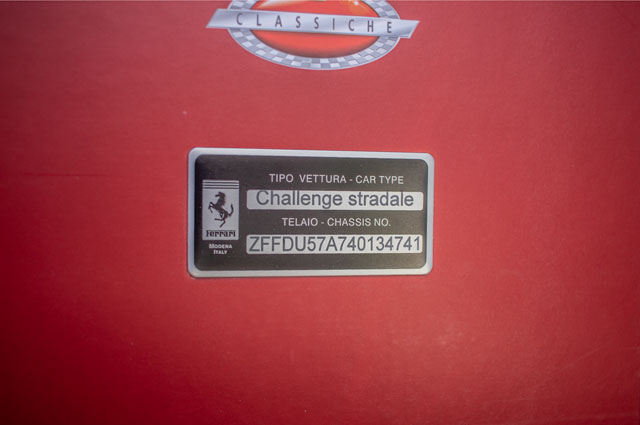 CLASSICHE
TIPO VETTURA - CAR TYPE
Challenge stradale
TELAIO - CHASSIS NO.
ZFFDU57A740134741
Ferrari
MODENA
ITALY